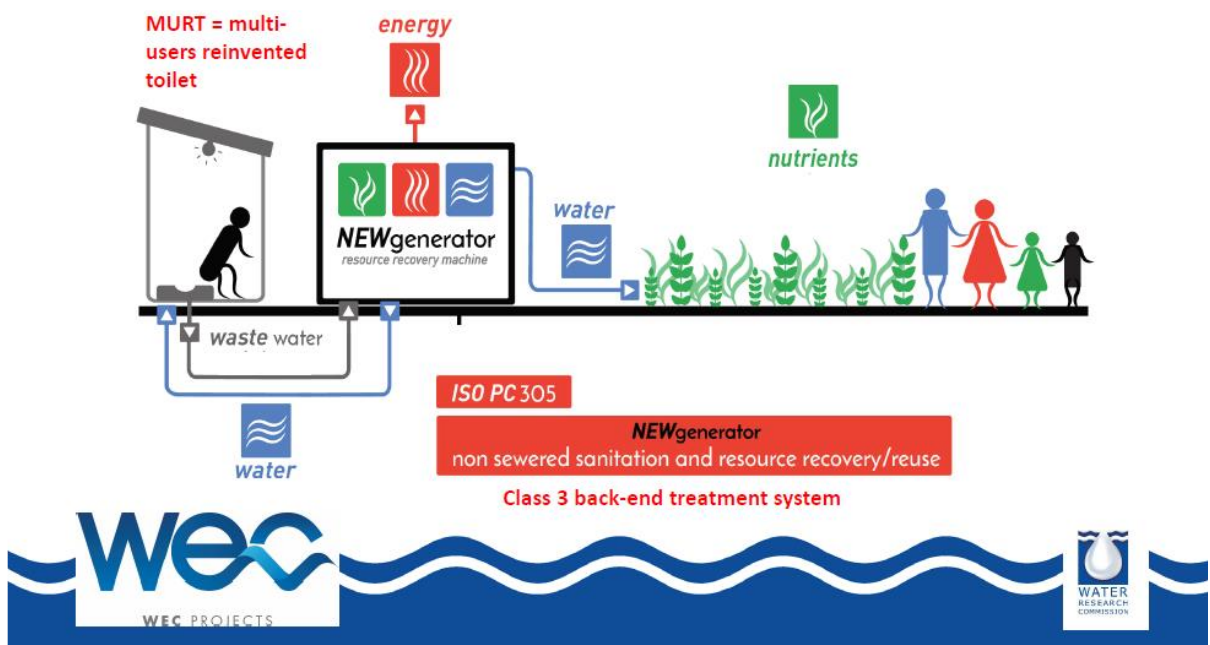 MURT = multi-
users reinvented
toilet
energy
nutrients
NEWgenerator
resource recovery machine
water
waste water
water
ISO PC 305
NEWgenerator
non sewered sanitation and resource recovery/reuse
Class 3 back-end treatment system
wec
WEC PROJECTS
WATER
RESEARCH
COMMISSION